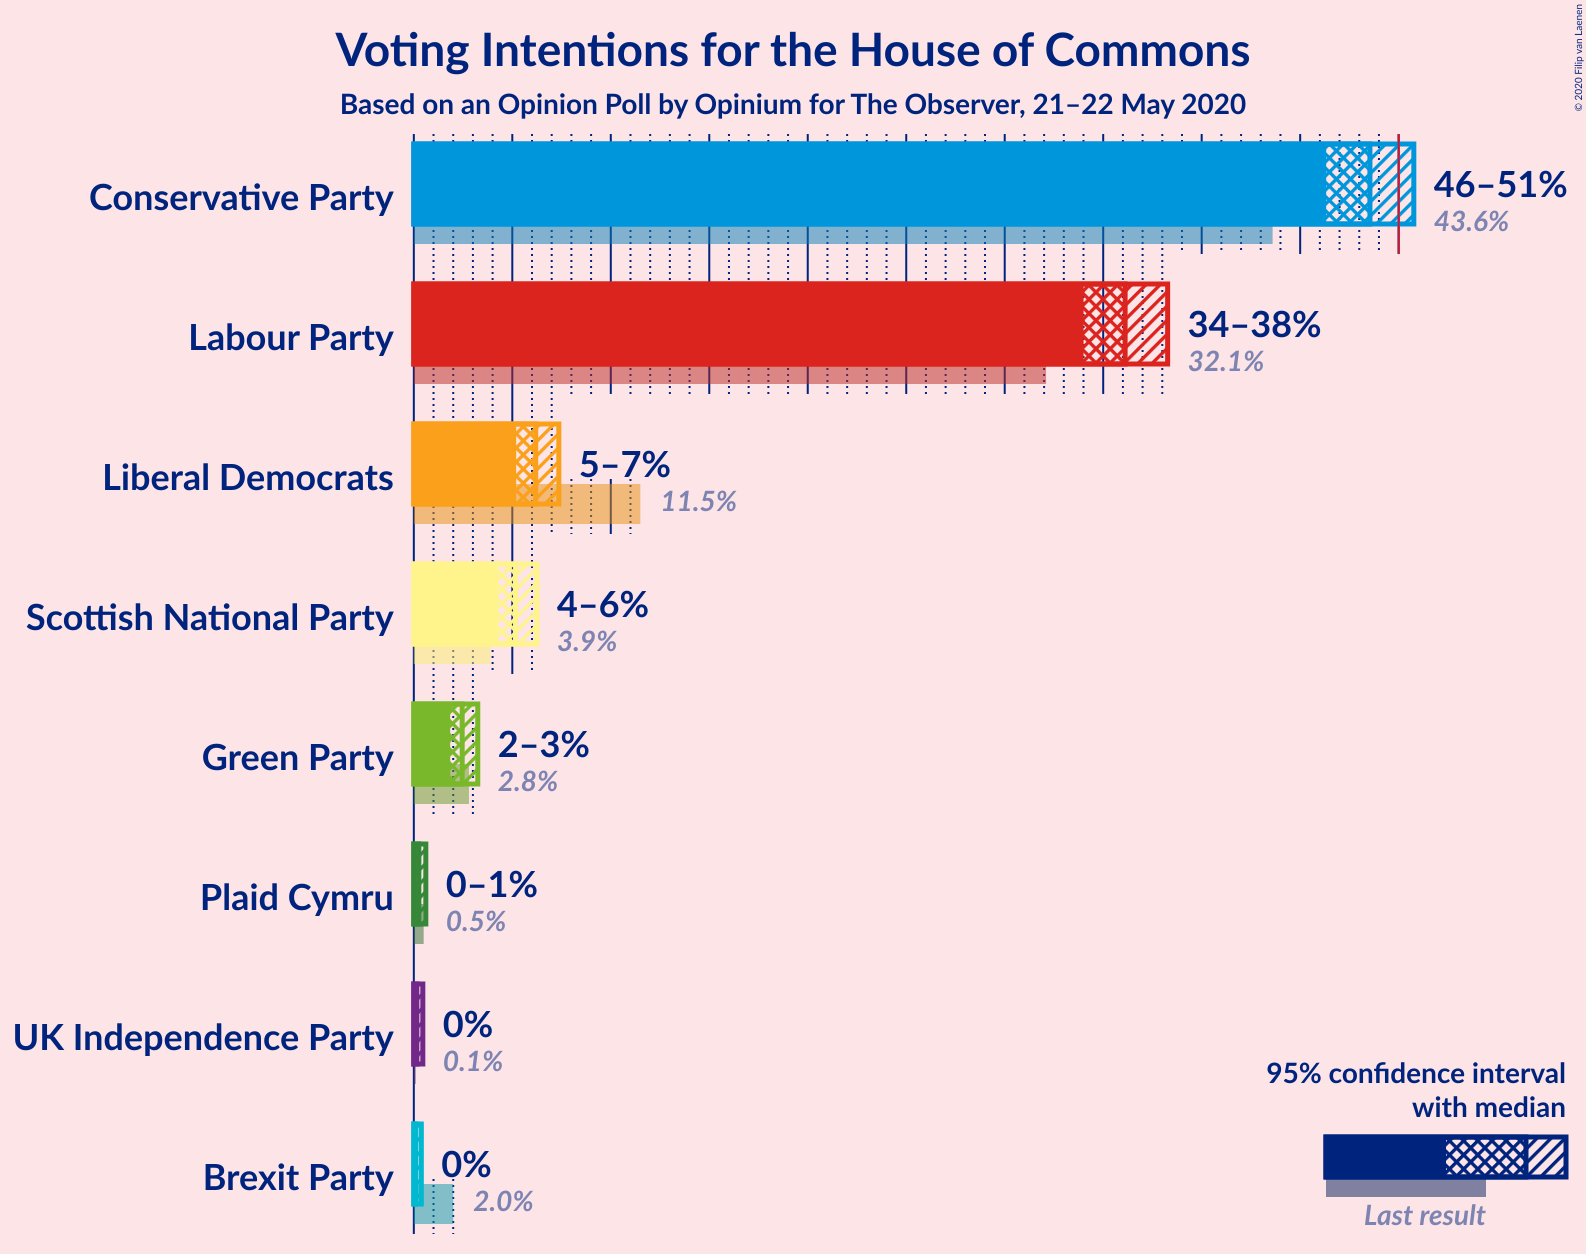 Voting Intentions for the House of Commons
Based on an Opinion Poll by Opinium for The Observer, 21–22 May 2020
© 2020 Filip van Laenen
Conservative Party
46–51%
43.6%
Labour Party
34–38%
32.1%
Liberal Democrats
5–7%
11.5%
Scottish National Party
4–6%
3.9%
Green Party
2–3%
2.8%
Plaid Cymru
0–1%
0.5%
UK Independence Party
0%
0.1%
Brexit Party
0%
2.0%
95% confidence interval
with median
Last result